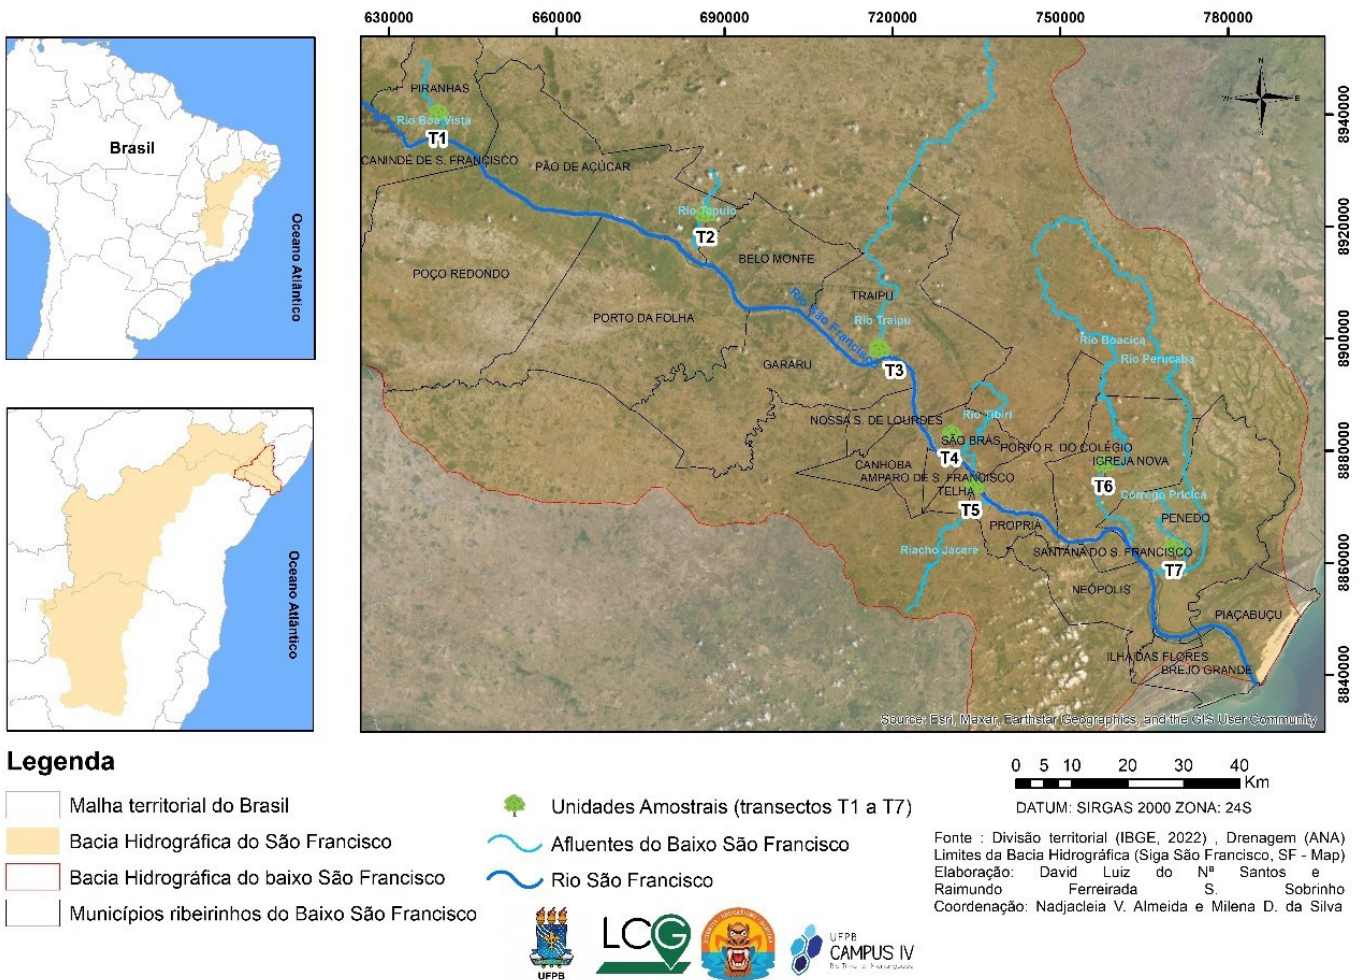 630000 660000 690000 720000 750000 780000
Brasil
Oceano Atlântico
Oceano Atlântico
N
W E
S
8940000
8920000
8900000
8880000
8860000
8840000
PIRANHAS
Rio Boa Vista
T1
CANINDÉ DE S. FRANCISCO
PÃO DE AÇÚCAR
Rio Tapuio
T2
BELO MONTE
POÇO REDONDO
TRAIPU
PORTO DA FOLHA
Rio São Francisco
Rio Traipu
Rio Boacica
Rio Perucaba
GARARU
T3
NOSSA S. DE LOURDES
Rio Tibiri
SÃO BRAS
PORTO R. DO COLÉGIO
T4
IGREJA NOVA
CANHOBA
AMPARO DE S. FRANCISCO
TELHA
T6
Córrego Pricica
T5
PROPRIÁ
PENEDO
Riacho Jacaré
SANTANA DO S. FRANCISCO
T7
NEÓPOLIS
PIAÇABUÇU
ILHA DAS FLORES
BREJO GRANDE
Source: Esri, Maxar, Earthstar Geographics, and the GIS User Community
Legenda
Malha territorial do Brasil
Bacia Hidrográfica do São Francisco
Bacia Hidrográfica do baixo São Francisco
Municípios ribeirinhos do Baixo São Francisco
Unidades Amostrais (transectos T1 a T7)
Afluentes do Baixo São Francisco
Rio São Francisco
0 5 10 20 30 40
Km
DATUM: SIRGAS 2000 ZONA: 24S
Fonte : Divisão territorial (IBGE, 2022) , Drenagem (ANA)
Limites da Bacia Hidrográfica (Siga São Francisco, SF - Map)
Elaboração: David Luiz do Nª Santos e
Raimundo Ferreirada S. Sobrinho
Coordenação: Nadjacleia V. Almeida e Milena D. da Silva
UFPB
LCG
UFPB
CAMPUS IV